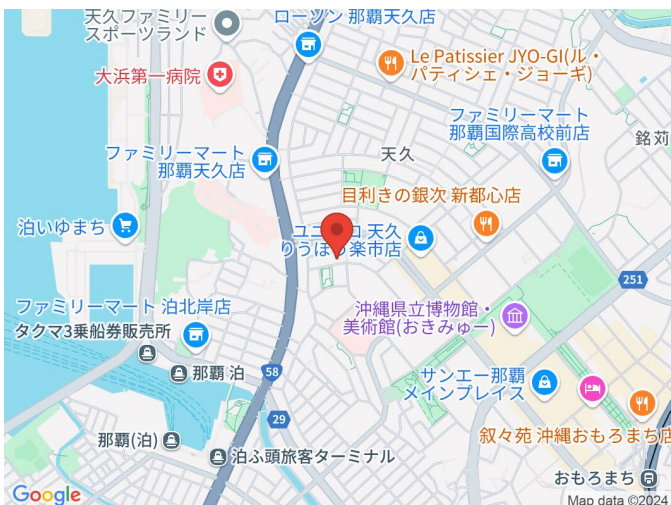 天久ファミリー
スポーツランド
ローソン 那覇天久店
大浜第一病院
Le Patissier JYO-GI(ル・
パティシェ・ジョーギ)
ファミリーマート
那覇国際高校前店
銘苅
天久
ファミリーマート
那覇天久店
目利きの銀次 新都心店
泊いゆまち
ユニ
コ 天久
りうぼう楽市店
251
ファミリーマート 泊北岸店
沖縄県立博物館・
美術館(おきみゅー)
タクマ3乗船券販売所
那覇 泊
58
サンエー那覇
メインプレイス
29
叙々苑 沖縄おもろまち店
那覇(泊)
泊ふ頭旅客ターミナル
おもろまち
Google
Map data ©2024